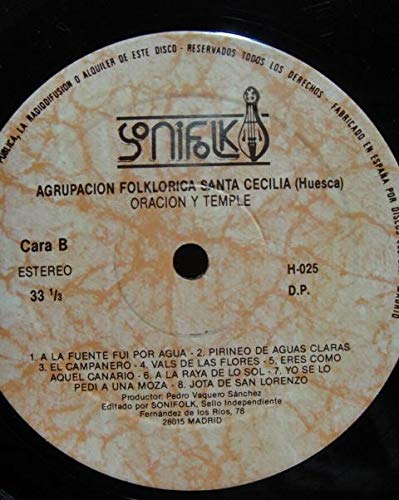 PUBLICA, LA RADIODIFUSION O ALQUILER DE ESTE DISCO - RESERVADOS TODOS LOS DERECHOS - FABRICADO EN ESPAÑA POR
SONIFOLK
AGRUPACION FOLKLORICA SANTA CECILIA (Huesca)
ORACION Y TEMPLE
Cara B
ESTEREO
33 1/3
H-025
D.P.
1. A LA FUENTE FUI POR AGUA - 2. PIRINEO DE AGUAS CLARAS
3. EL CAMPANERO - 4. VALS DE LAS FLORES - 5. ERES COMO
AQUEL CANARIO - 6. A LA RAYA DE LO SOL - 7. YO SE LO
PEDI A UNA MOZA - 8. JOTA DE SAN LORENZO
Productor: Pedro Vaquero Sánchez
Editado por SONIFOLK, Sello Independiente
Fernández de los Ríos, 78
28015 MADRID